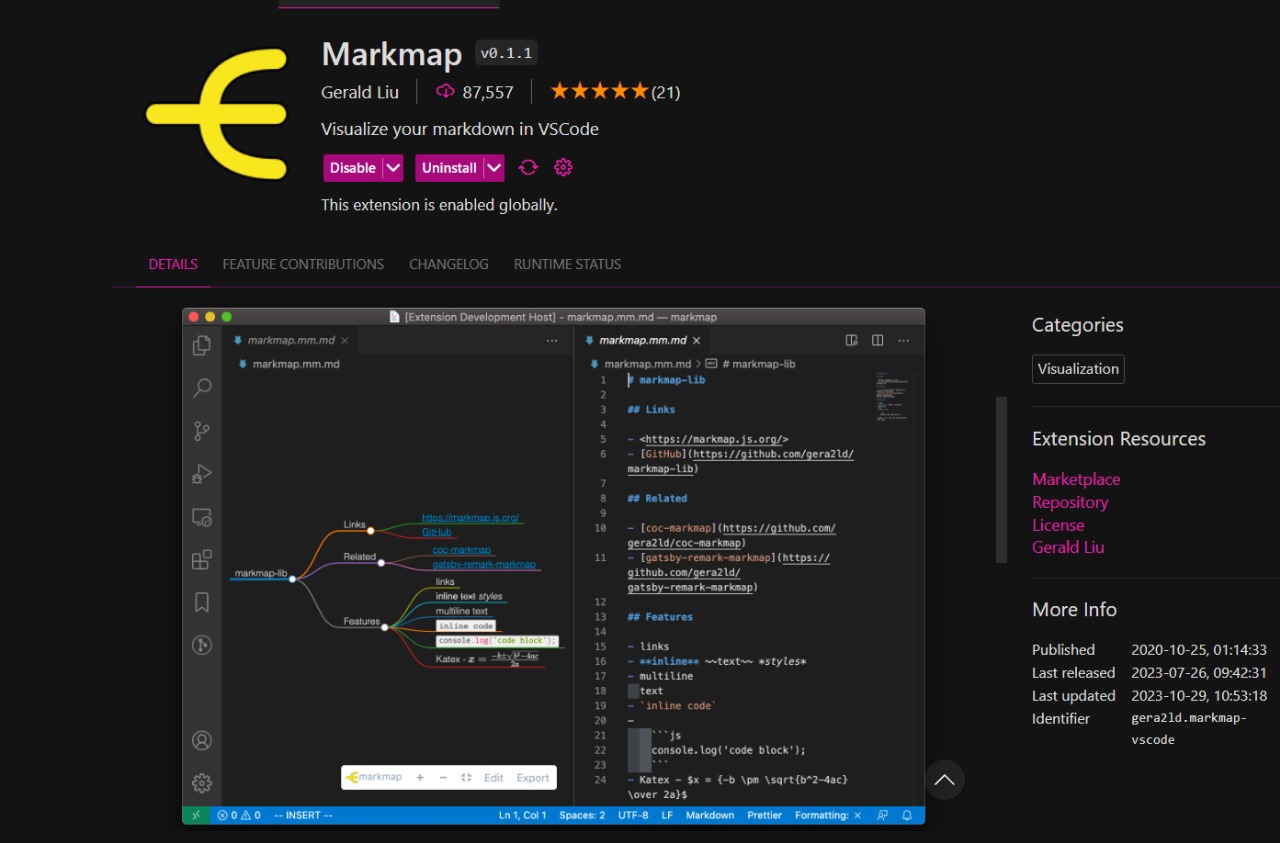 Markmap v0.1.1
Gerald Liu 87,557 ★★★★★(21)
Visualize your markdown in VSCode
Disable Uninstall
This extension is enabled globally.
DETAILS FEATURE CONTRIBUTIONS CHANGELOG RUNTIME STATUS
[Extension Development Host] - markmap.mm.md — markmap
markmap.mm.md
markmap.mm.md
markmap-lib
Links
https://markmap.js.org/
GitHub
Related
coc-markmap
gatsby-remark-markmap
Features
links
inline text styles
multiline text
inline code
console.log('code block');
Katex - x = −b±√b²−4ac / 2a
markmap + − Edit Export
markmap.mm.md
markmap.mm.md > # markmap-lib
1 # markmap-lib
2
3 ## Links
4
5 - <https://markmap.js.org/>
6 - [GitHub](https://github.com/gera2ld/
markmap-lib)
7
8 ## Related
9
10 - [coc-markmap](https://github.com/
gera2ld/coc-markmap)
11 - [gatsby-remark-markmap](https://
github.com/gera2ld/
gatsby-remark-markmap)
12
13 ## Features
14
15 - links
16 - **inline** ~~text~~ *styles*
17 - multiline
18 text
19 - `inline code`
20 -
21 ```js
22 console.log('code block');
23 ```
24 - Katex - $x = {-b \pm \sqrt{b^2-4ac}
\over 2a}$
0 0 -- INSERT -- Ln 1, Col 1 Spaces: 2 UTF-8 LF Markdown Prettier Formatting: ×
Categories
Visualization
Extension Resources
Marketplace
Repository
License
Gerald Liu
More Info
Published 2020-10-25, 01:14:33
Last released 2023-07-26, 09:42:31
Last updated 2023-10-29, 10:53:18
Identifier gera2ld.markmap-
vscode